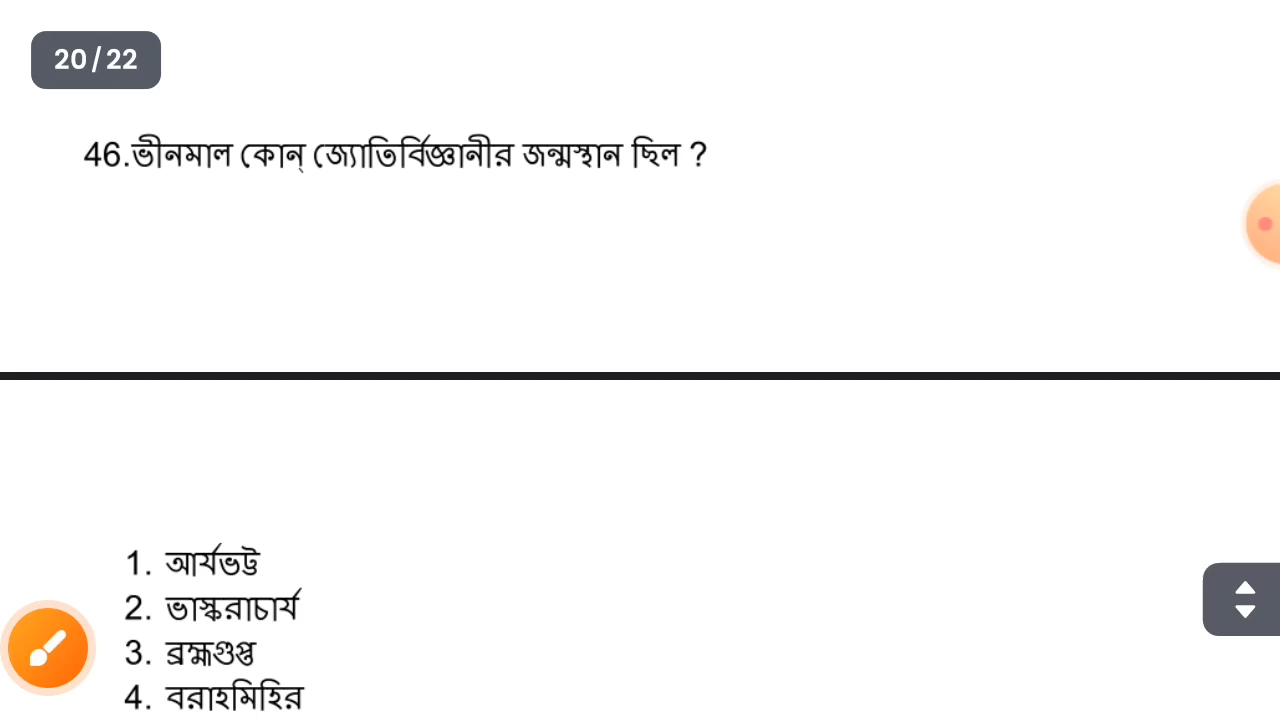 20/22
46.ভীনমাল কোন্ জ্যোতির্বিজ্ঞানীর জন্মস্থান ছিল ?
1. আর্যভট্ট
2. ভাস্করাচার্য
3. ব্রহ্মগুপ্ত
4. বরাহমিহির